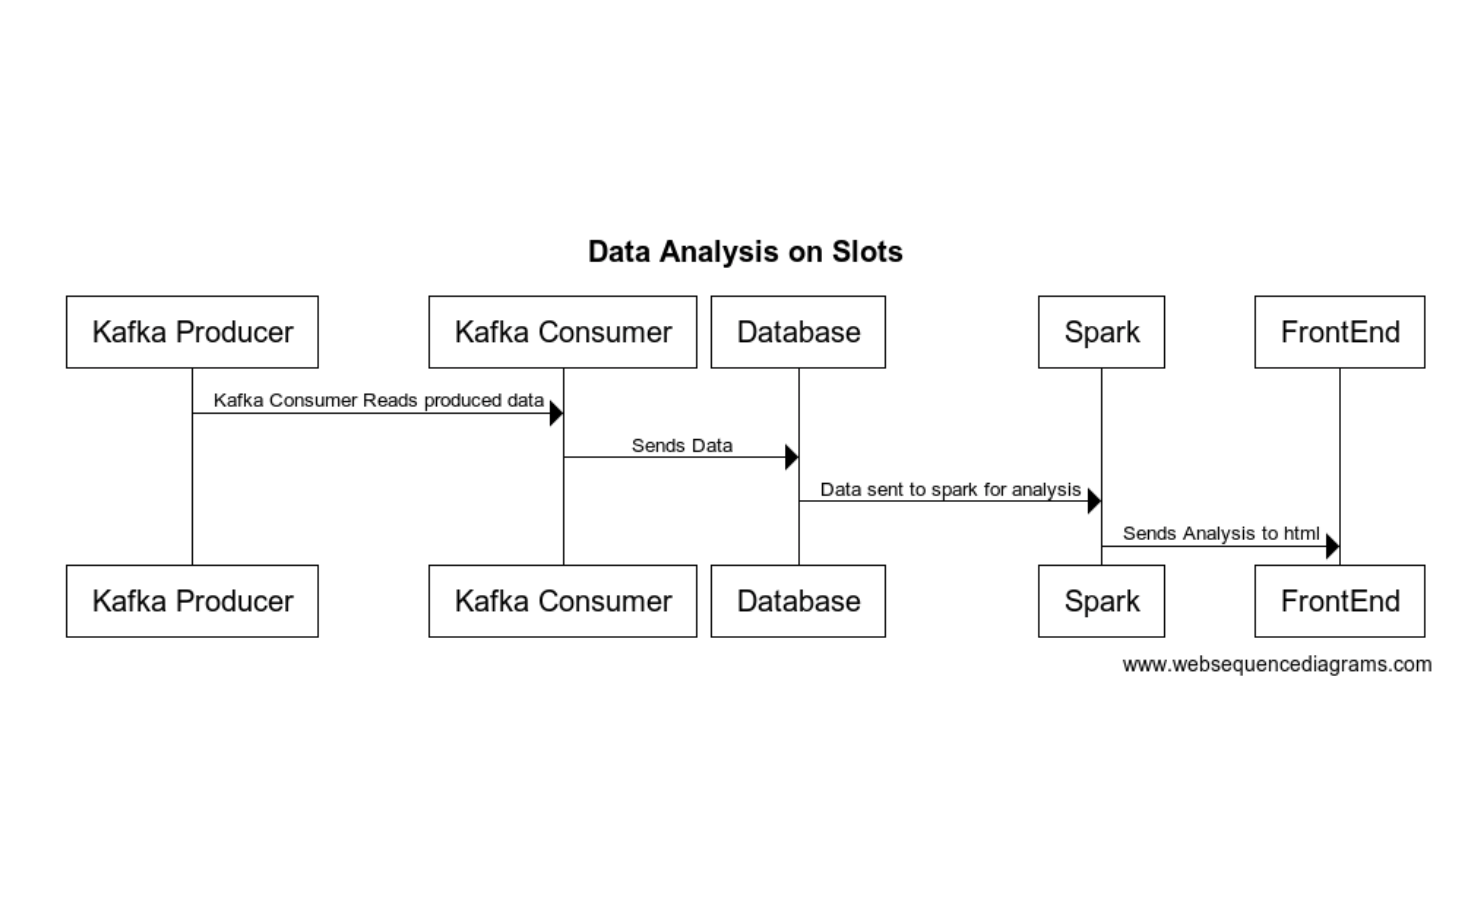 Data Analysis on Slots
Kafka Producer
Kafka Consumer
Database
Spark
FrontEnd
Kafka Consumer Reads produced data
Sends Data
Data sent to spark for analysis
Sends Analysis to html
Kafka Producer
Kafka Consumer
Database
Spark
FrontEnd
www.websequencediagrams.com